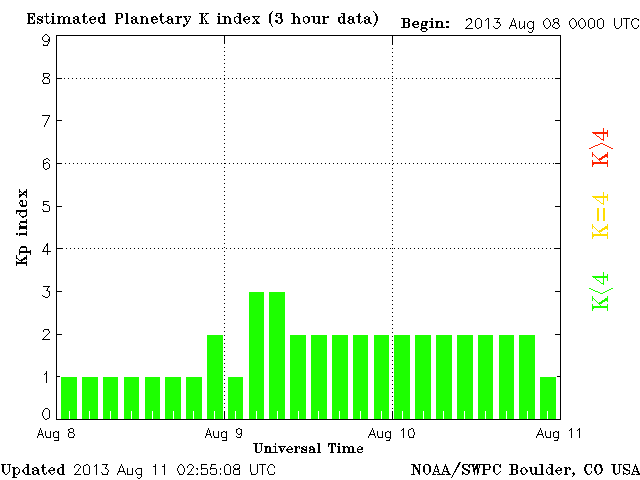 Estimated Planetary K index (3 hour data) Begin: 2013 Aug 08 0000 UTC
9
8
7
6
5
4
3
2
1
0
Kp index
K>4
K=4
K<4
Aug 8 Aug 9 Aug 10 Aug 11
Universal Time
Updated 2013 Aug 11 02:55:08 UTC NOAA/SWPC Boulder, CO USA